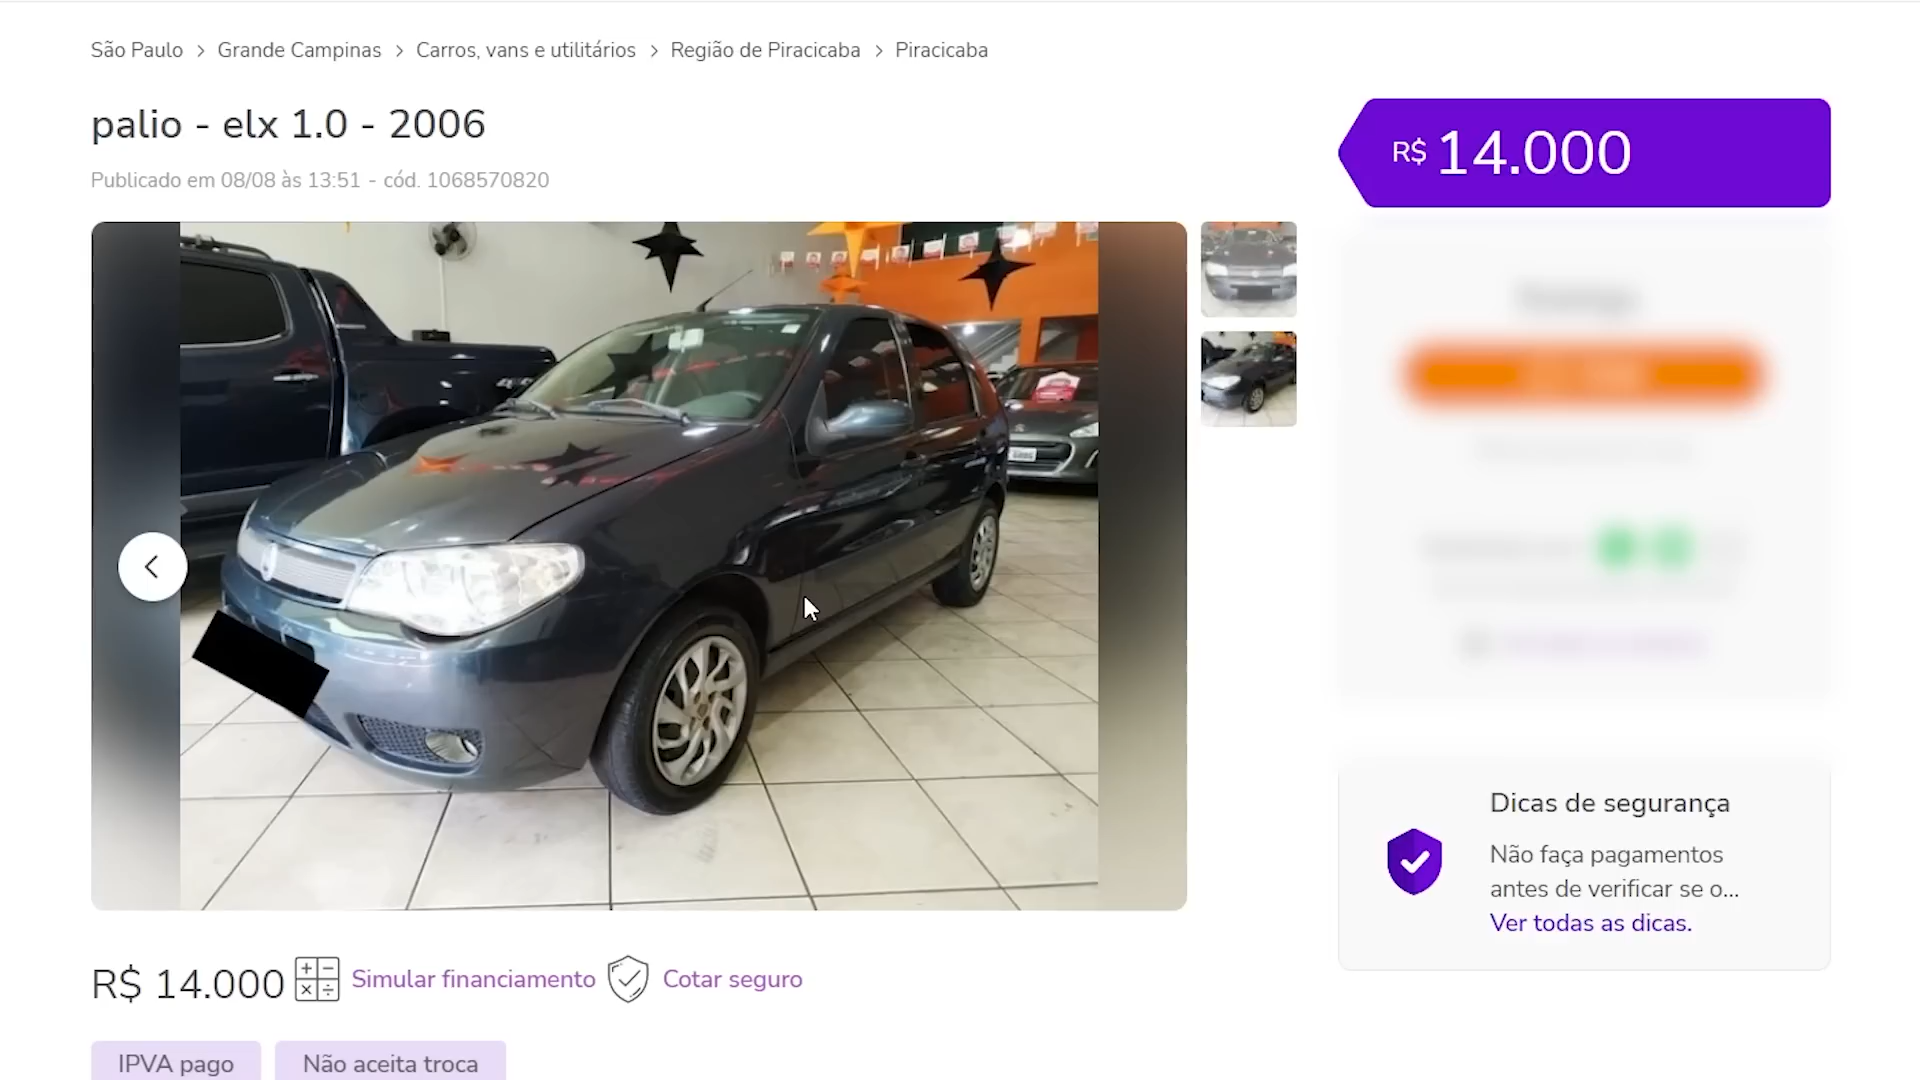 São Paulo > Grande Campinas > Carros, vans e utilitários > Região de Piracicaba > Piracicaba
palio - elx 1.0 - 2006
Publicado em 08/08 às 13:51 - cód. 1068570820
R$ 14.000
Dicas de segurança
Não faça pagamentos
antes de verificar se o...
Ver todas as dicas.
R$ 14.000 Simular financiamento Cotar seguro
IPVA pago Não aceita troca